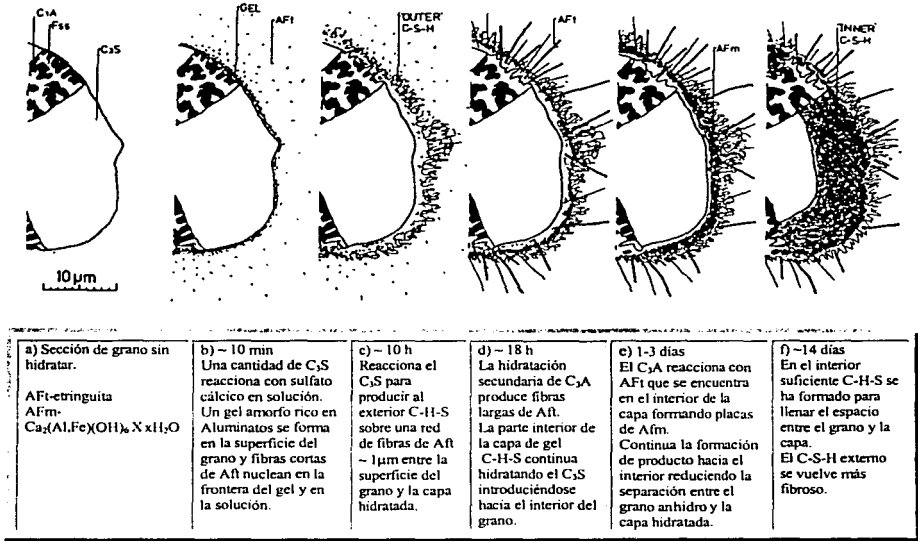 C₃A
Fss
C₃S
GEL
AFt
'OUTER'
C-S-H
AFt
AFm
'INNER'
C-S-H
10 µm
a) Sección de grano sin
hidratar.
AFt-etringuita
AFm-
Ca₂(Al,Fe)(OH)₆ X xH₂O
b) ~ 10 min
Una cantidad de C₃S
reacciona con sulfato
cálcico en solución.
Un gel amorfo rico en
Aluminatos se forma
en la superficie del
grano y fibras cortas
de Aft nuclean en la
frontera del gel y en
la solución.
c) ~ 10 h
Reacciona el
C₃S para
producir al
exterior C-H-S
sobre una red
de fibras de Aft
~ 1µm entre la
superficie del
grano y la capa
hidratada.
d) ~ 18 h
La hidratación
secundaria de C₃A
produce fibras
largas de Aft.
La parte interior de
la capa de gel
C-H-S continua
hidratando el C₃S
introduciéndose
hacia el interior del
grano.
e) 1-3 días
El C₃A reacciona con
AFt que se encuentra
en el interior de la
capa formando placas
de Afm.
Continua la formación
de producto hacia el
interior reduciendo la
separación entre el
grano anhidro y la
capa hidratada.
f) ~14 días
En el interior
suficiente C-H-S se
ha formado para
llenar el espacio
entre el grano y la
capa.
El C-S-H externo
se vuelve más
fibroso.